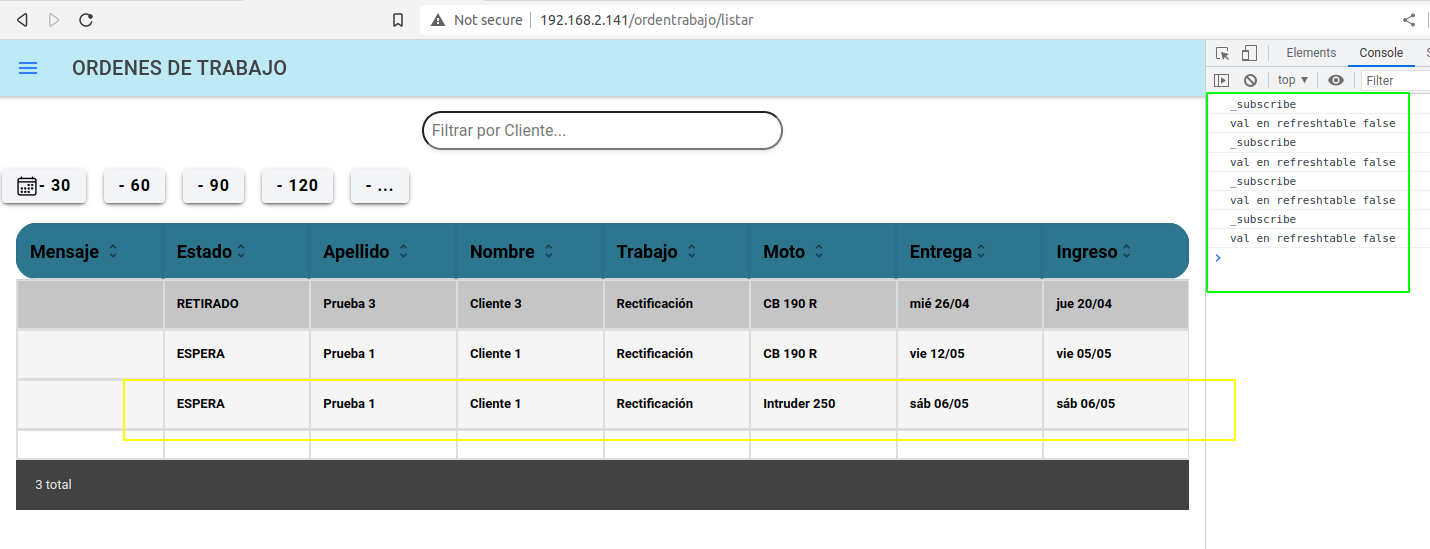 Not secure 192.168.2.141/ordentrabajo/listar
ORDENES DE TRABAJO
Elements Console
top ▼ Filter
Filtrar por Cliente...
- 30 - 60 - 90 - 120 - ...
Mensaje Estado Apellido Nombre Trabajo Moto Entrega Ingreso
RETIRADO Prueba 3 Cliente 3 Rectificación CB 190 R mié 26/04 jue 20/04
ESPERA Prueba 1 Cliente 1 Rectificación CB 190 R vie 12/05 vie 05/05
ESPERA Prueba 1 Cliente 1 Rectificación Intruder 250 sáb 06/05 sáb 06/05
3 total
_subscribe
val en refreshtable false
_subscribe
val en refreshtable false
_subscribe
val en refreshtable false
_subscribe
val en refreshtable false